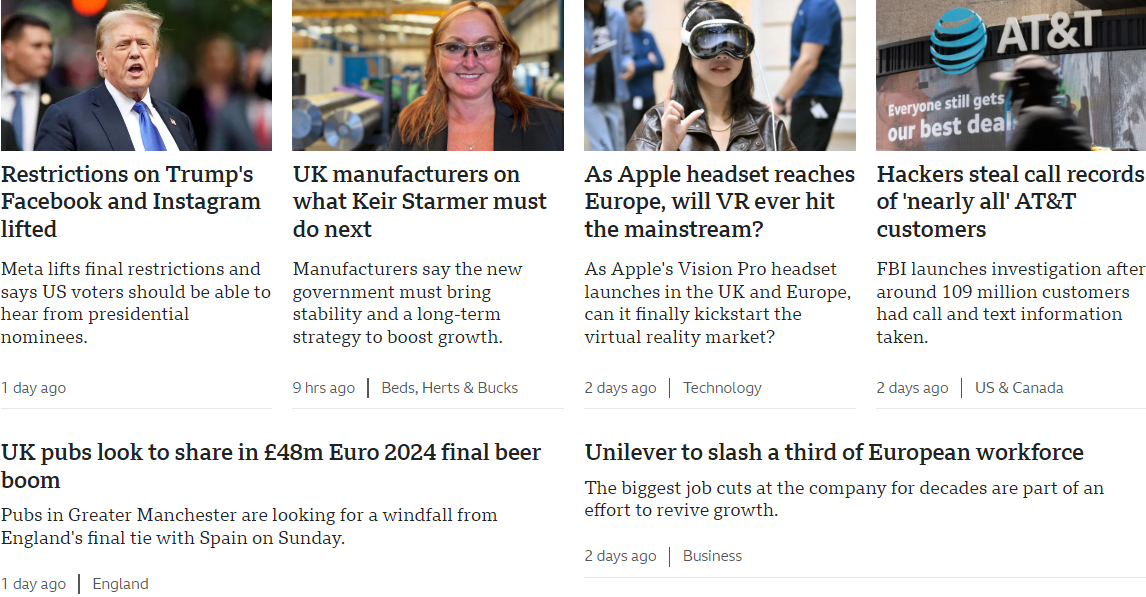 AT&T
Everyone still gets
our best deal
Restrictions on Trump's
Facebook and Instagram
lifted
Meta lifts final restrictions and
says US voters should be able to
hear from presidential
nominees.
1 day ago
UK manufacturers on
what Keir Starmer must
do next
Manufacturers say the new
government must bring
stability and a long-term
strategy to boost growth.
9 hrs ago | Beds, Herts & Bucks
As Apple headset reaches
Europe, will VR ever hit
the mainstream?
As Apple's Vision Pro headset
launches in the UK and Europe,
can it finally kickstart the
virtual reality market?
2 days ago | Technology
Hackers steal call records
of 'nearly all' AT&T
customers
FBI launches investigation after
around 109 million customers
had call and text information
taken.
2 days ago | US & Canada
UK pubs look to share in £48m Euro 2024 final beer
boom
Pubs in Greater Manchester are looking for a windfall from
England's final tie with Spain on Sunday.
1 day ago | England
Unilever to slash a third of European workforce
The biggest job cuts at the company for decades are part of an
effort to revive growth.
2 days ago | Business